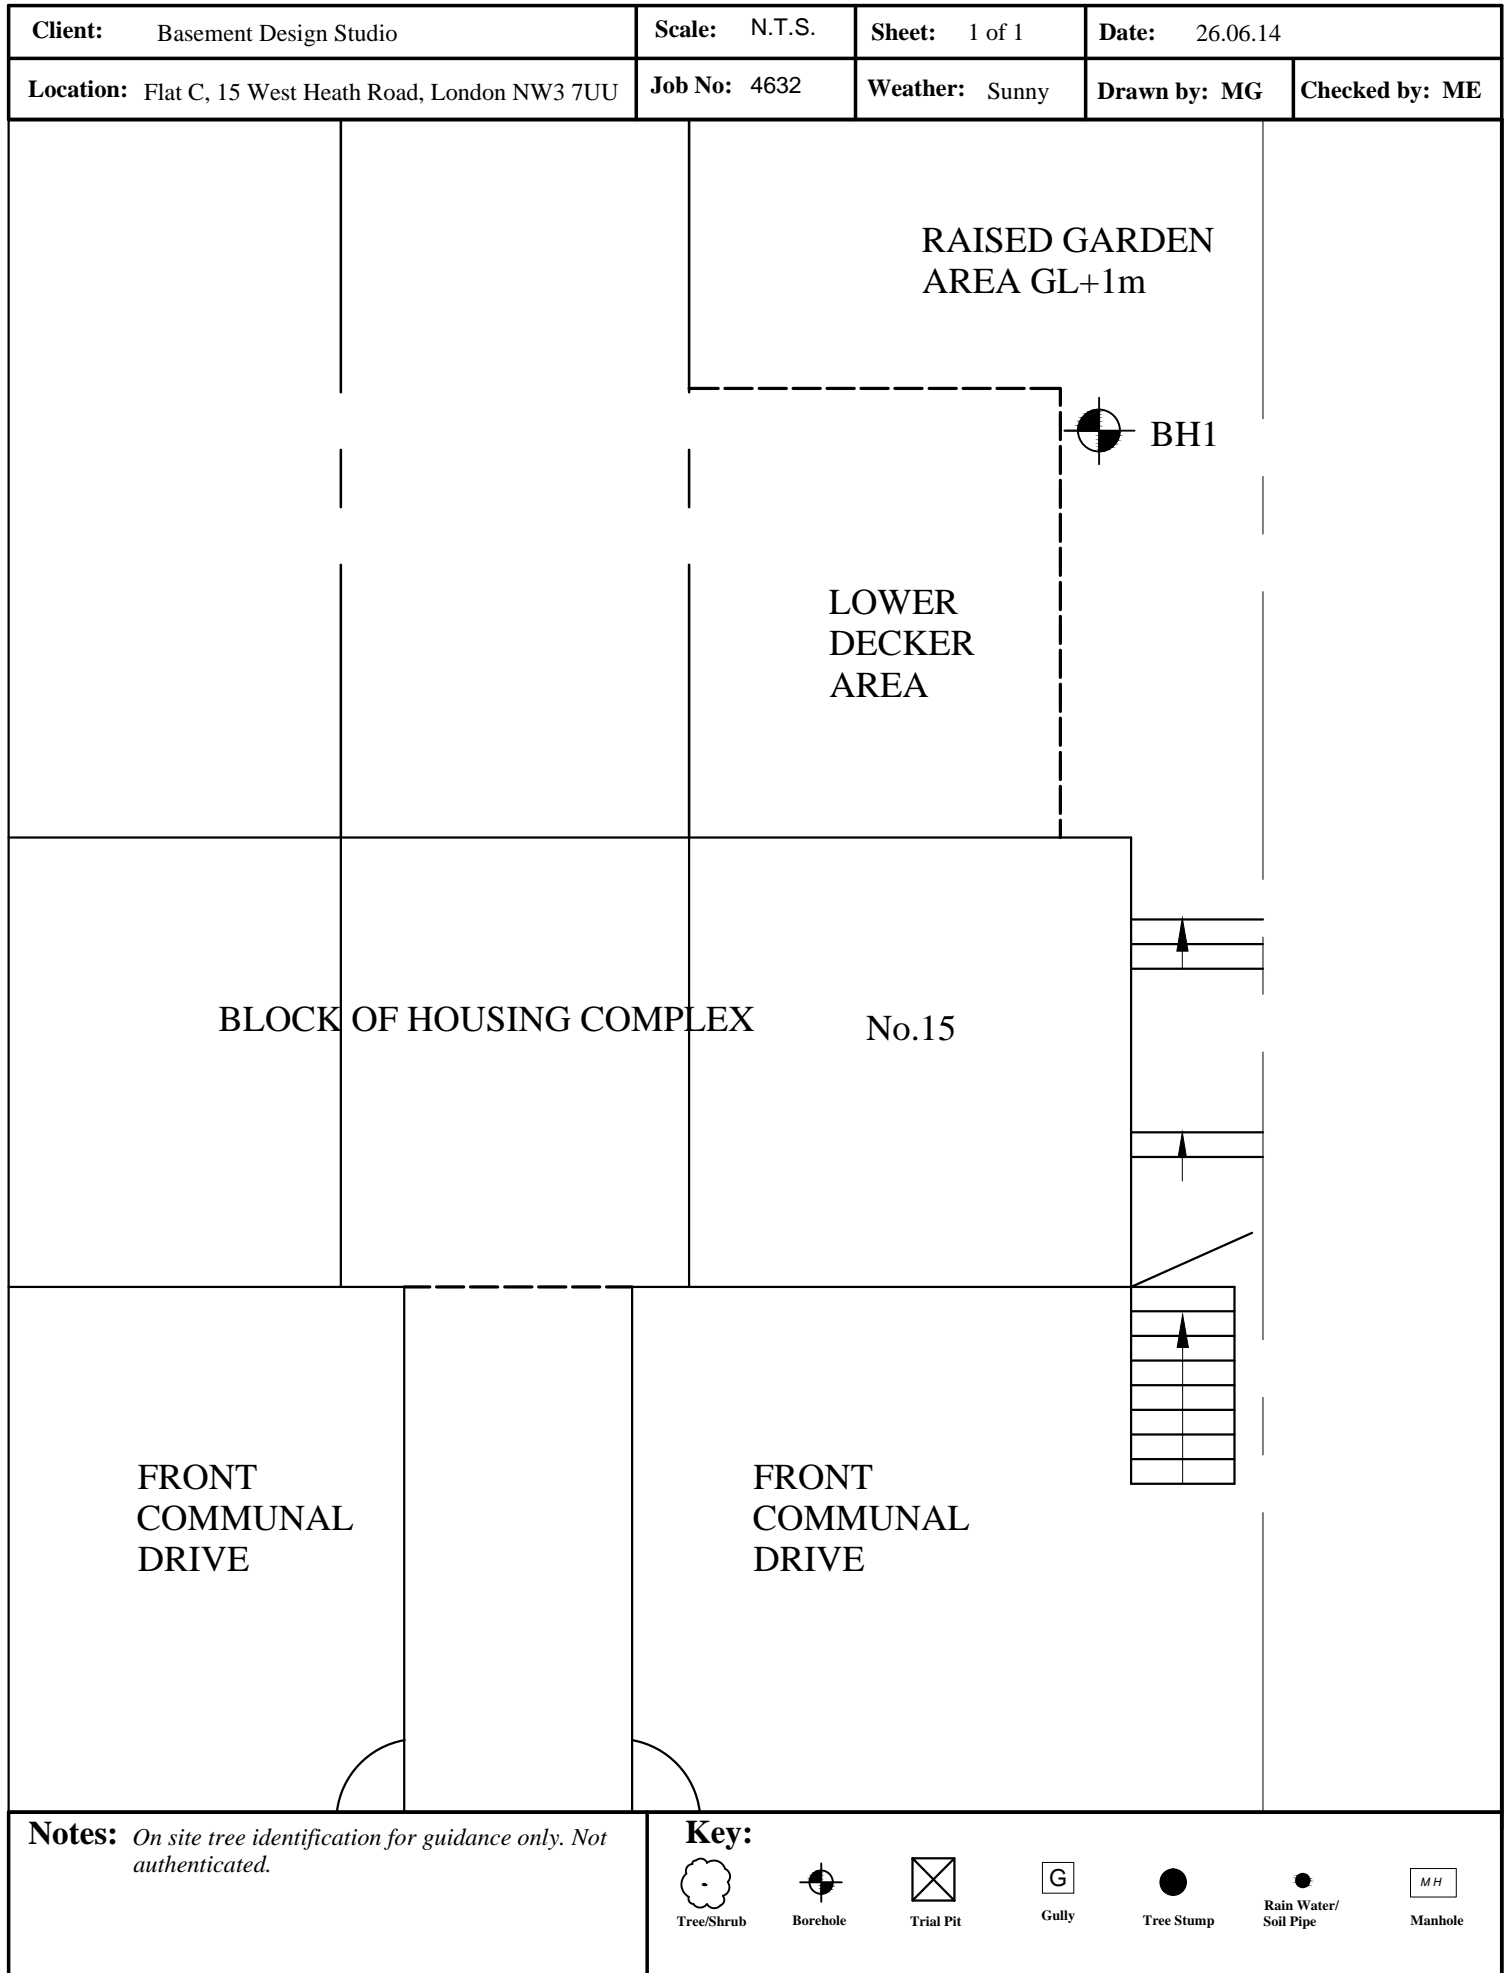 Client: Basement Design Studio
Scale: N.T.S.
Sheet: 1 of 1
Date: 26.06.14
Location: Flat C, 15 West Heath Road, London NW3 7UU
Job No: 4632
Weather: Sunny
Drawn by: MG
Checked by: ME
RAISED GARDEN
AREA GL+1m
BH1
LOWER
DECKER
AREA
BLOCK OF HOUSING COMPLEX
No.15
FRONT
COMMUNAL
DRIVE
FRONT
COMMUNAL
DRIVE
Notes: On site tree identification for guidance only. Not
authenticated.
Key:
Tree/Shrub
Borehole
Trial Pit
G
Gully
Tree Stump
Rain Water/
Soil Pipe
MH
Manhole